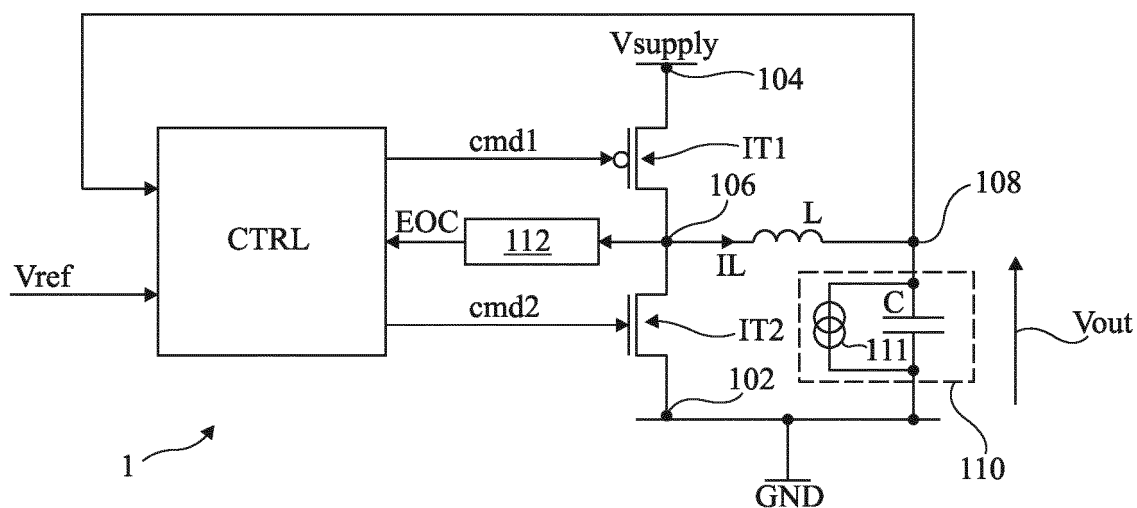 Vsupply
104
cmd1
IT1
106
108
CTRL
EOC
112
L
IL
Vref
cmd2
IT2
C
111
Vout
102
1
110
GND